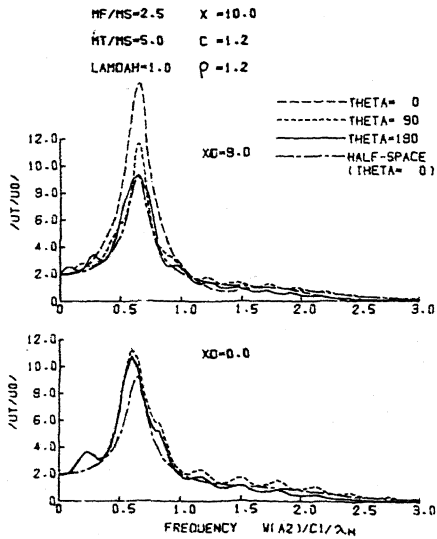 MF/MS=2.5 X =10.0
MT/MS=5.0 C =1.2
LAMDAH=1.0 ρ =1.2
THETA= 0
THETA= 90
THETA=180
HALF-SPACE
(THETA= 0)
XO=9.0
/UT/UO/
12.0
10.0
8.0
6.0
4.0
2.0
0.0
0.5
1.0
1.5
2.0
2.5
3.0
XO=0.0
/UT/UO/
12.0
10.0
8.0
6.0
4.0
2.0
0.0
0.5
1.0
1.5
2.0
2.5
3.0
FREQUENCY W(A2)/C1/λH